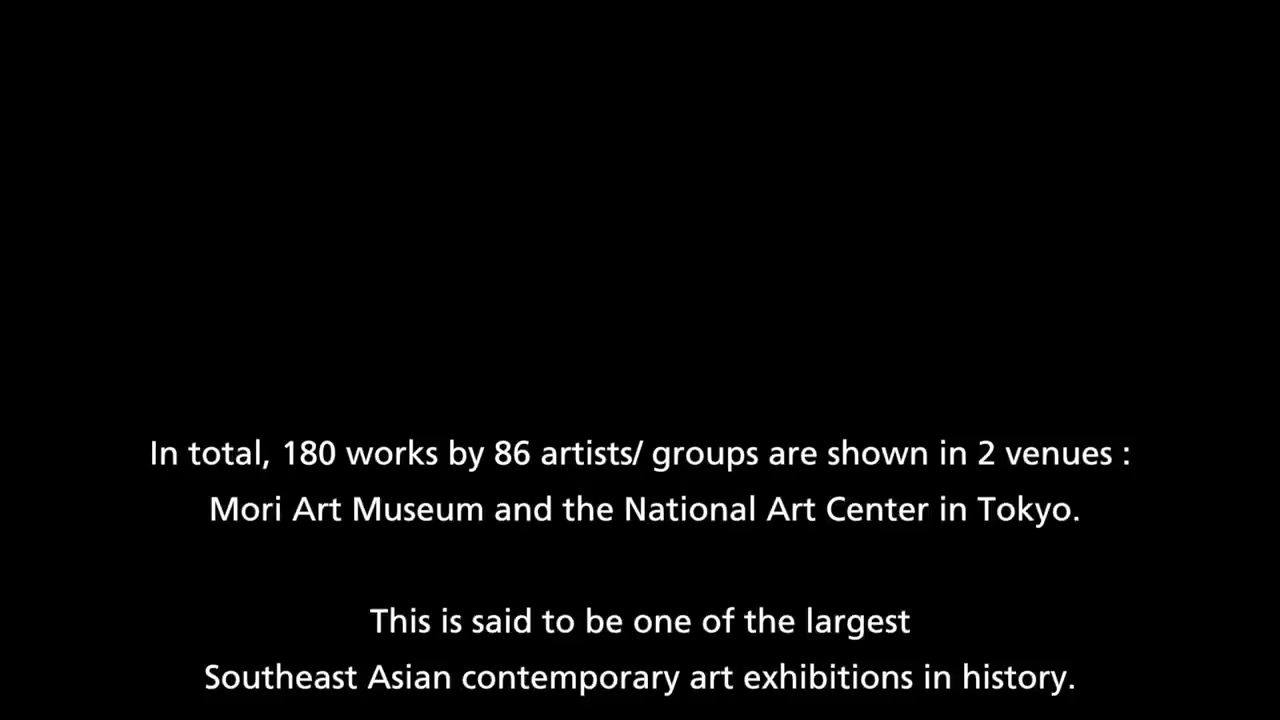 In total, 180 works by 86 artists/ groups are shown in 2 venues :
Mori Art Museum and the National Art Center in Tokyo.
This is said to be one of the largest
Southeast Asian contemporary art exhibitions in history.